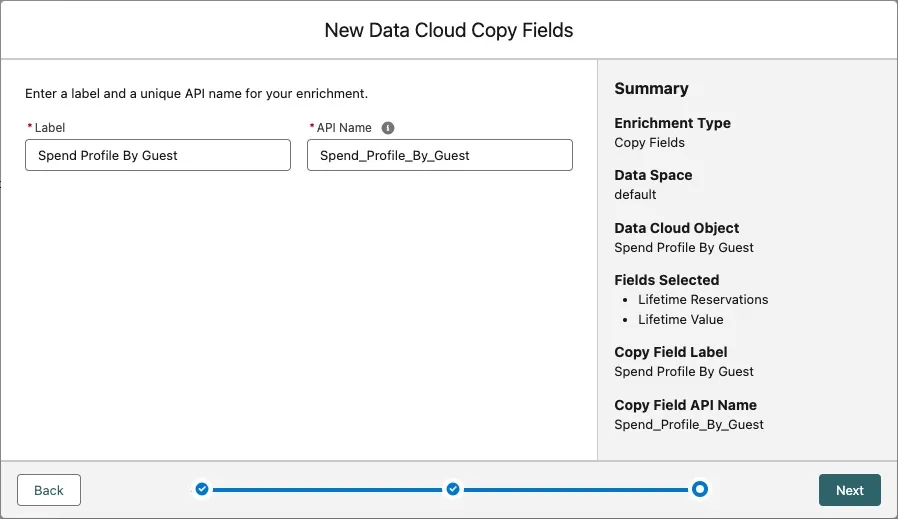 New Data Cloud Copy Fields
Enter a label and a unique API name for your enrichment.
* Label
* API Name
Spend Profile By Guest
Spend_Profile_By_Guest
Summary
Enrichment Type
Copy Fields
Data Space
default
Data Cloud Object
Spend Profile By Guest
Fields Selected
• Lifetime Reservations
• Lifetime Value
Copy Field Label
Spend Profile By Guest
Copy Field API Name
Spend_Profile_By_Guest
Back
Next